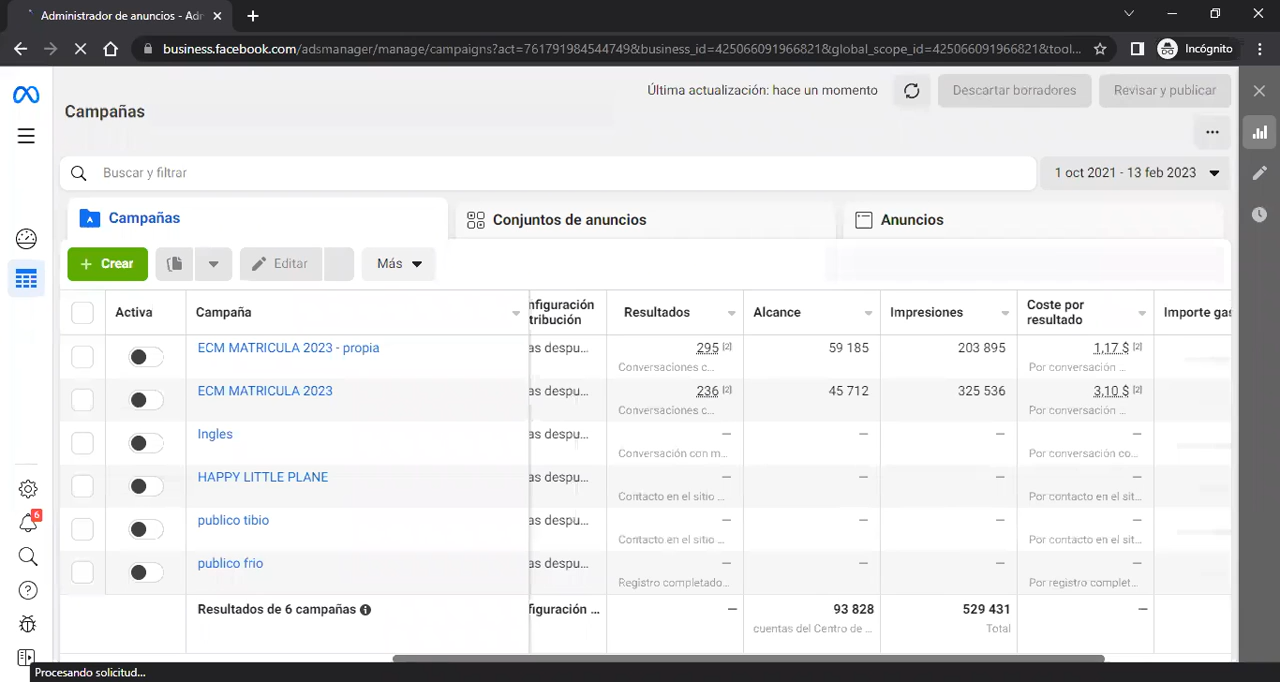 Administrador de anuncios - Adr
business.facebook.com/adsmanager/manage/campaigns?act=761791984544749&business_id=425066091966821&global_scope_id=425066091966821&tool...
Incógnito
Campañas
Última actualización: hace un momento
Descartar borradores
Revisar y publicar
Buscar y filtrar
1 oct 2021 - 13 feb 2023
Campañas
Conjuntos de anuncios
Anuncios
+ Crear
Editar
Más
Activa
Campaña
nfiguración
tribución
Resultados
Alcance
Impresiones
Coste por
resultado
Importe gas
ECM MATRICULA 2023 - propia
as despu...
295 [2]
Conversaciones c...
59 185
203 895
1,17 $ [2]
Por conversación ...
ECM MATRICULA 2023
as despu...
236 [2]
Conversaciones c...
45 712
325 536
3,10 $ [2]
Por conversación ...
Ingles
as despu...
—
Conversación con m...
—
—
—
Por conversación co...
HAPPY LITTLE PLANE
as despu...
—
Contacto en el sitio ...
—
—
—
Por contacto en el sit...
publico tibio
as despu...
—
Contacto en el sitio ...
—
—
—
Por contacto en el sit...
publico frio
as despu...
—
Registro completado...
—
—
—
Por registro complet...
Resultados de 6 campañas
figuración ...
—
93 828
cuentas del Centro de ...
529 431
Total
—
6
Procesando solicitud...